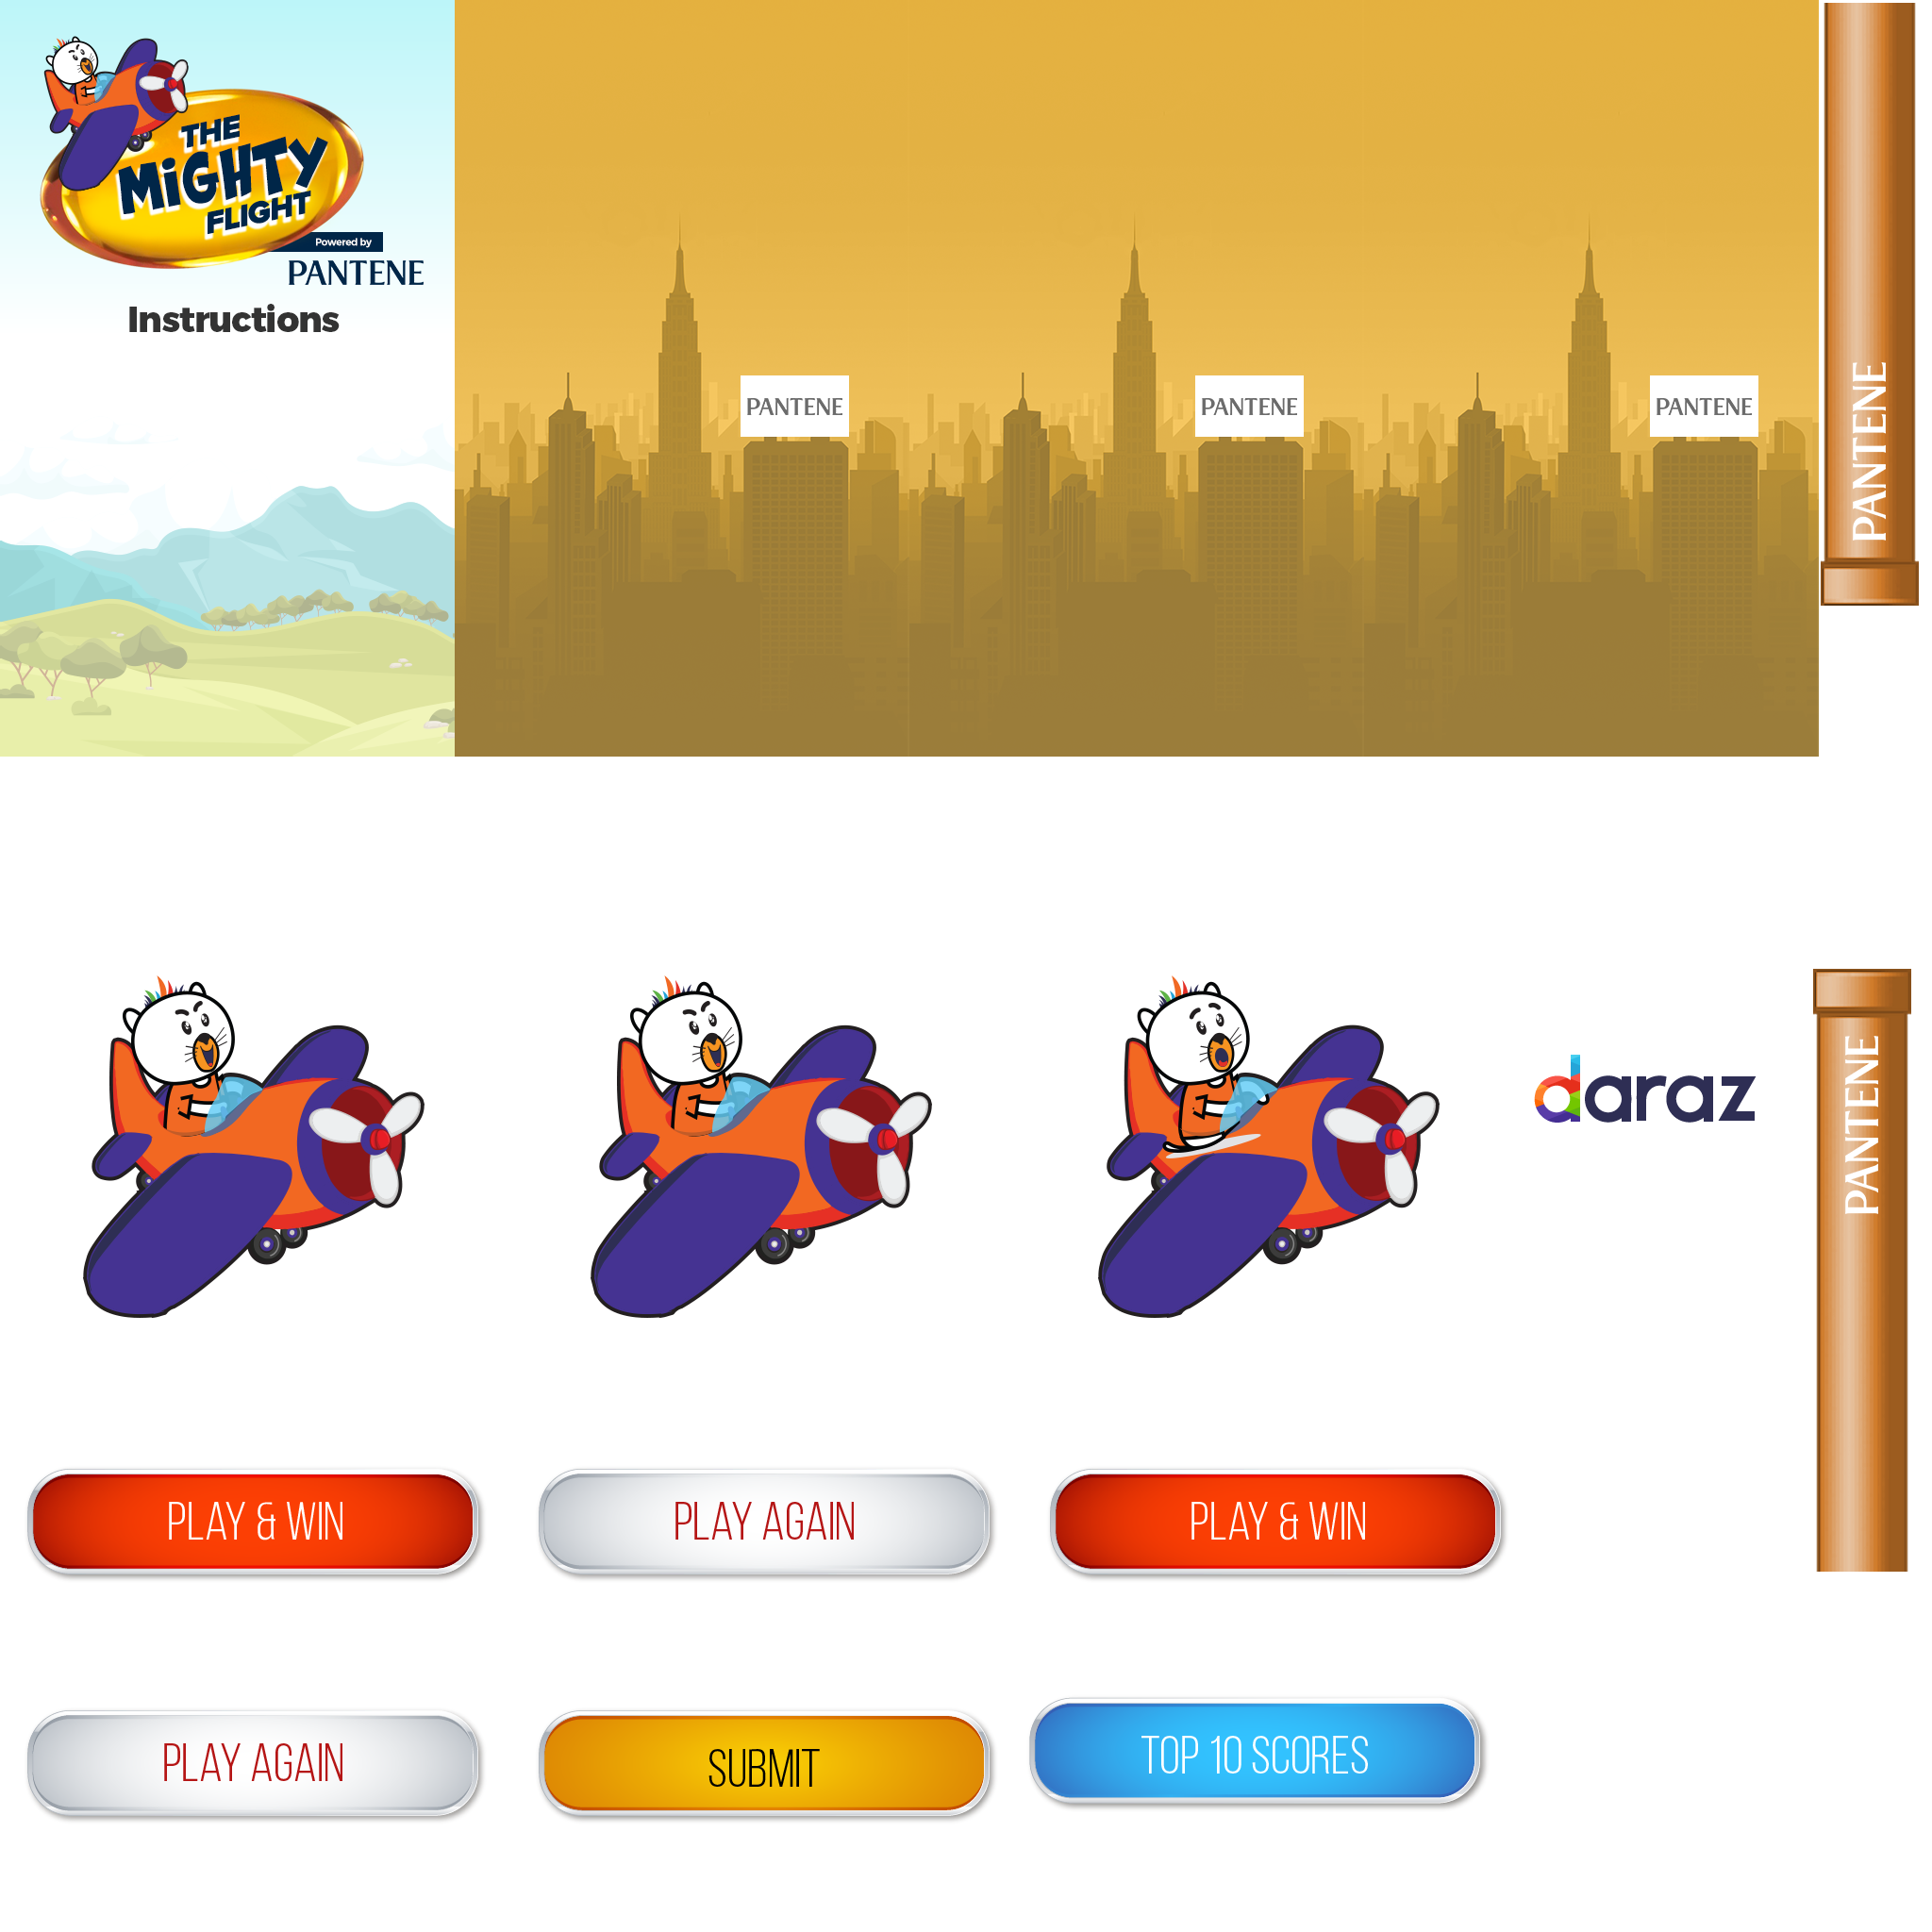 THE
MiGHTY
FLIGHT
Powered by
PANTENE
Instructions
PANTENE
PANTENE
PANTENE
PANTENE
daraz
PANTENE
PLAY & WIN
PLAY AGAIN
PLAY & WIN
PLAY AGAIN
SUBMIT
TOP 10 SCORES